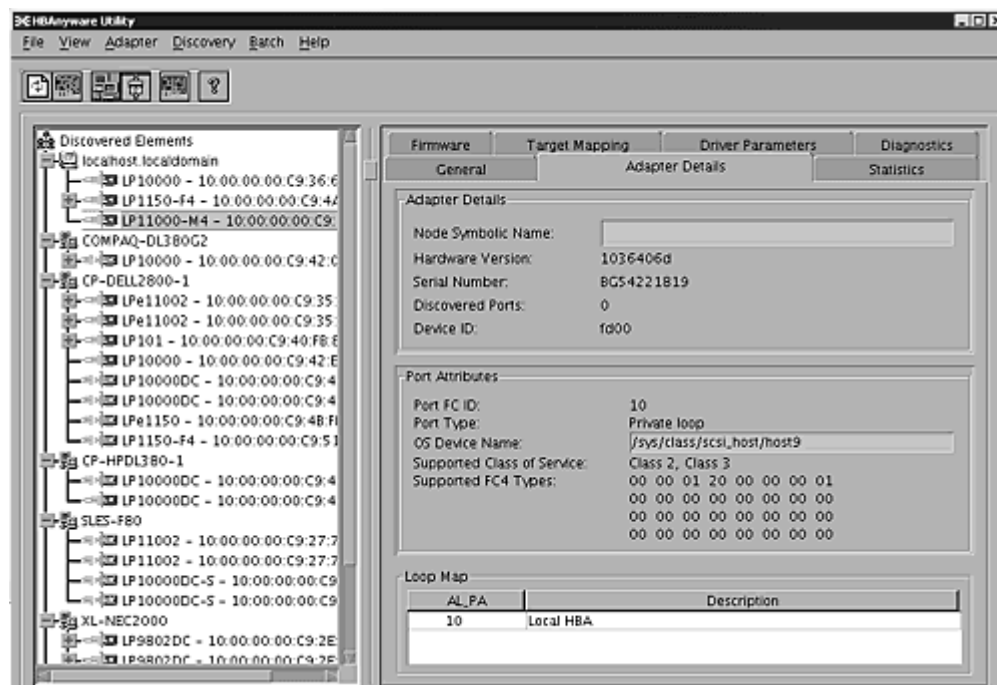 HBAnyware Utility
File View Adapter Discovery Batch Help
Discovered Elements
localhost.localdomain
LP10000 - 10:00:00:00:C9:36:6
LP1150-F4 - 10:00:00:00:C9:4A
LP11000-M4 - 10:00:00:00:C9:
COMPAQ-DL380G2
LP10000 - 10:00:00:00:C9:42:0
CP-DELL2800-1
LPe11002 - 10:00:00:00:C9:35:
LPe11002 - 10:00:00:00:C9:35:
LP101 - 10:00:00:00:C9:40:FB:E
LP10000 - 10:00:00:00:C9:42:E
LP10000DC - 10:00:00:00:C9:4
LP10000DC - 10:00:00:00:C9:4
LPe1150 - 10:00:00:00:C9:4B:F
LP1150-F4 - 10:00:00:00:C9:51
CP-HPDL380-1
LP10000DC - 10:00:00:00:C9:4
LP10000DC - 10:00:00:00:C9:4
SLES-F80
LP11002 - 10:00:00:00:C9:27:7
LP11002 - 10:00:00:00:C9:27:7
LP10000DC-S - 10:00:00:00:C9
LP10000DC-S - 10:00:00:00:C9
XL-NEC2000
LP9802DC - 10:00:00:00:C9:2E:
LP9802DC - 10:00:00:00:C9:2E:
Firmware Target Mapping Driver Parameters Diagnostics
General Adapter Details Statistics
Adapter Details
Node Symbolic Name:
Hardware Version: 1036406d
Serial Number: BG54221819
Discovered Ports: 0
Device ID: fd00
Port Attributes
Port FC ID: 10
Port Type: Private loop
OS Device Name: /sys/class/scsi_host/host9
Supported Class of Service: Class 2, Class 3
Supported FC4 Types: 00 00 01 20 00 00 00 01
00 00 00 00 00 00 00 00
00 00 00 00 00 00 00 00
00 00 00 00 00 00 00 00
Loop Map
AL_PA Description
10 Local HBA